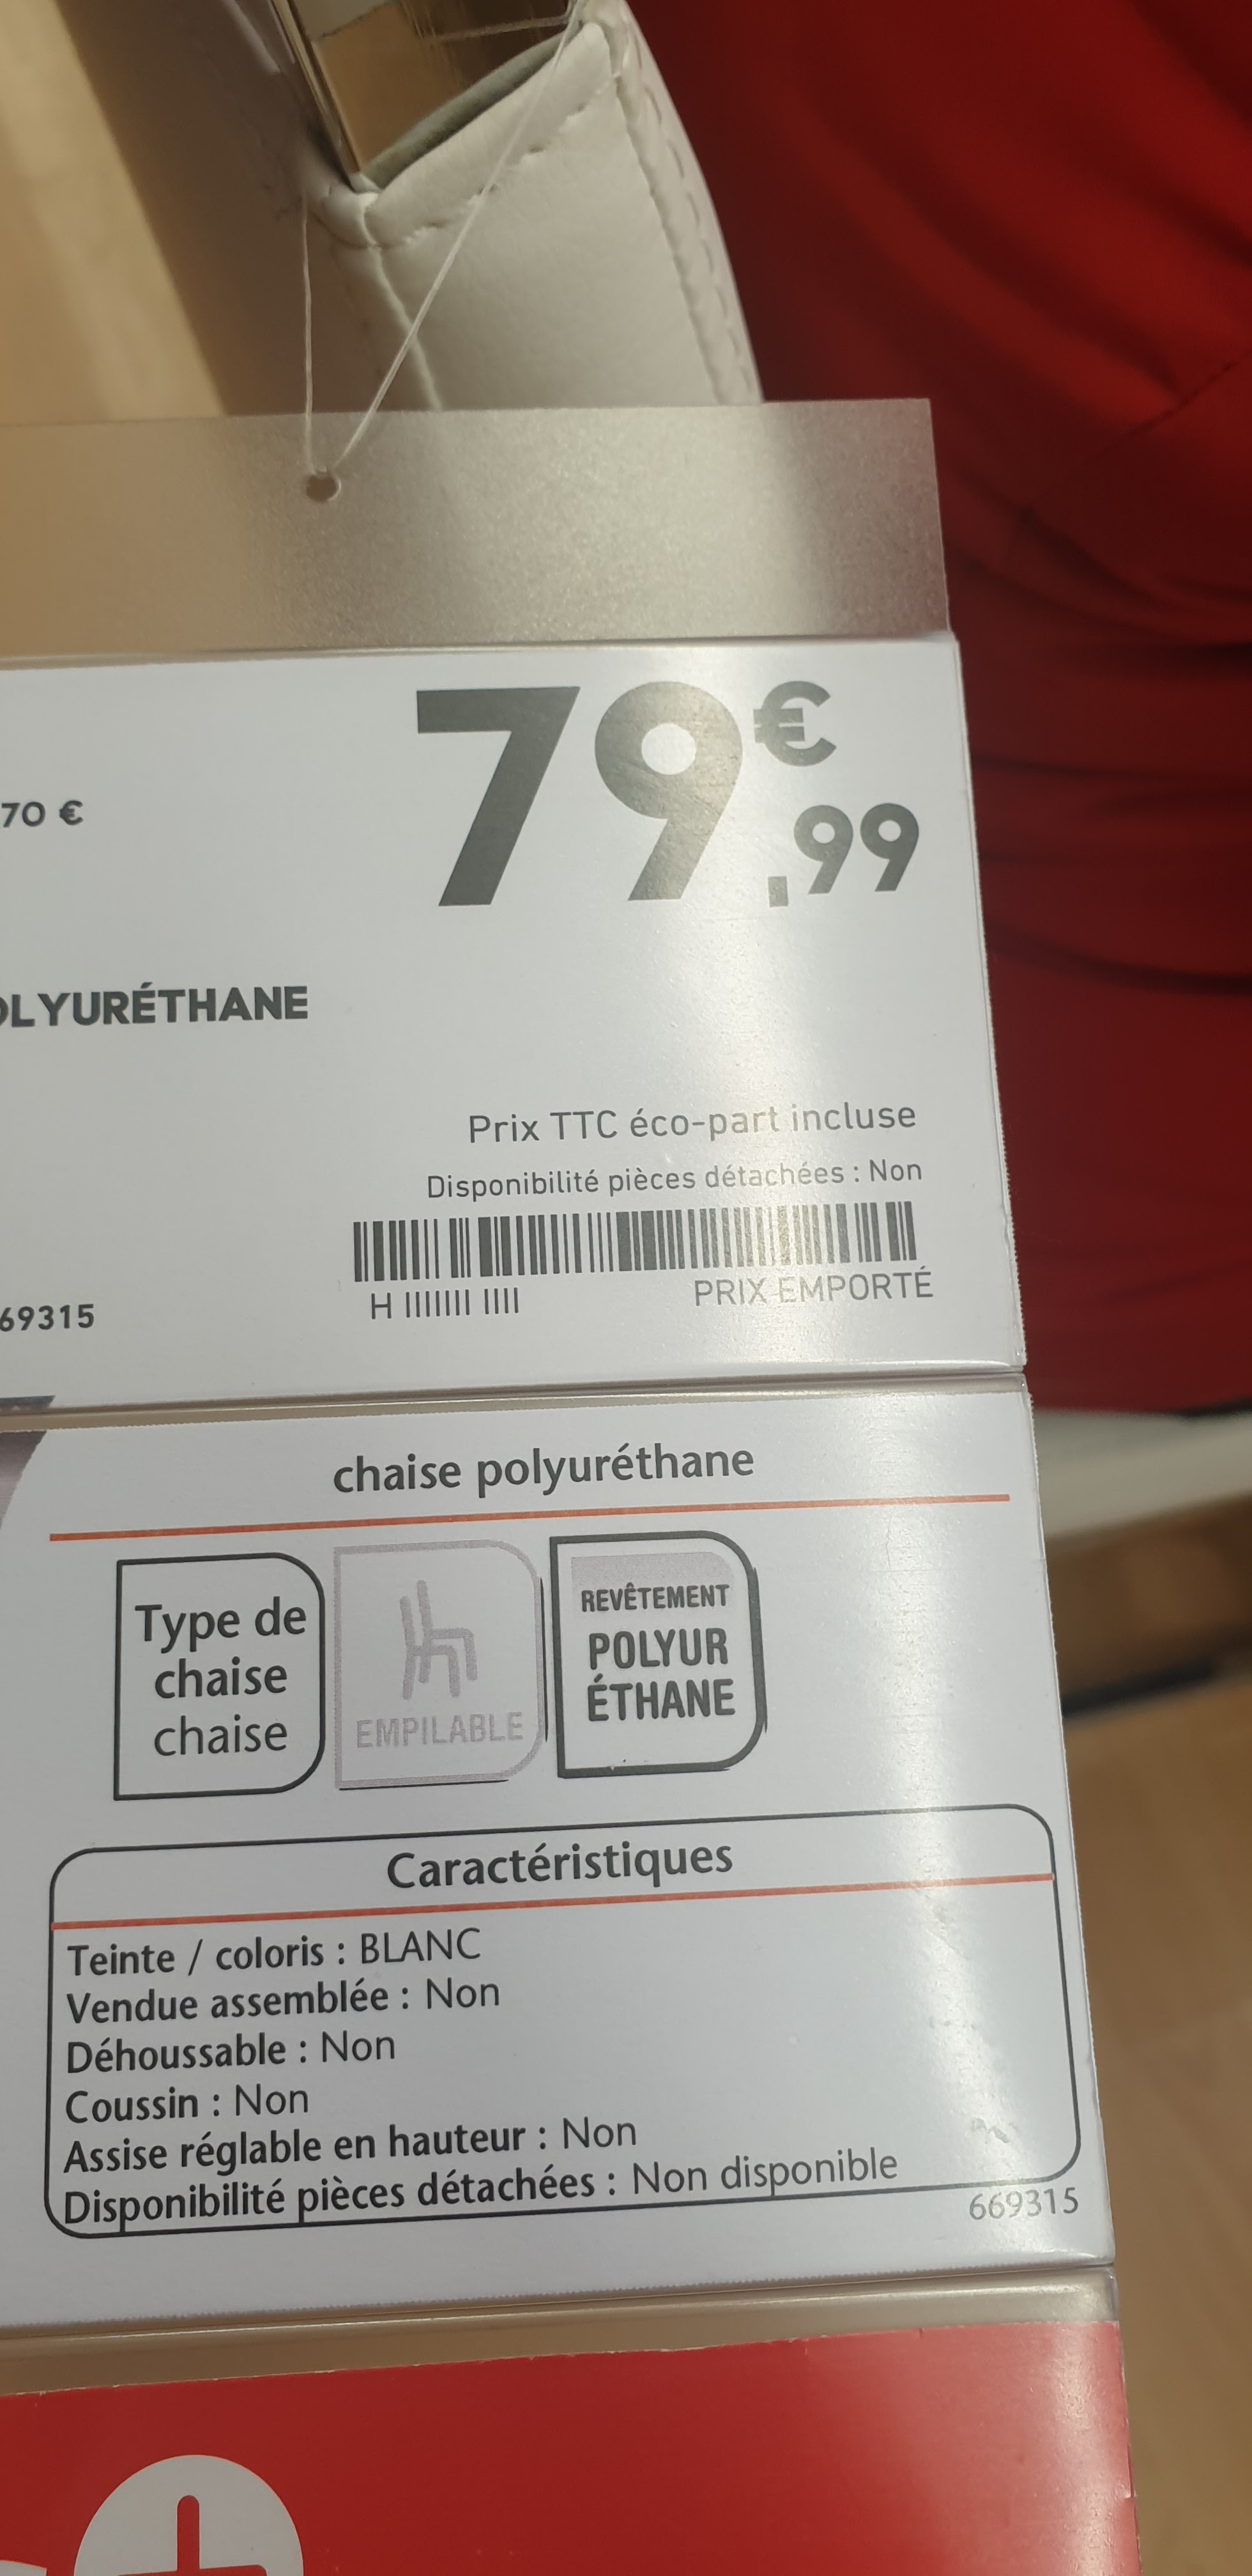 79€,99
70 €
OLYURÉTHANE
Prix TTC éco-part incluse
Disponibilité pièces détachées : Non
H IIIIIII IIII
PRIX EMPORTÉ
69315
chaise polyuréthane
Type de
chaise
chaise
EMPILABLE
REVÊTEMENT
POLYUR
ÉTHANE
Caractéristiques
Teinte / coloris : BLANC
Vendue assemblée : Non
Déhoussable : Non
Coussin : Non
Assise réglable en hauteur : Non
Disponibilité pièces détachées : Non disponible
669315